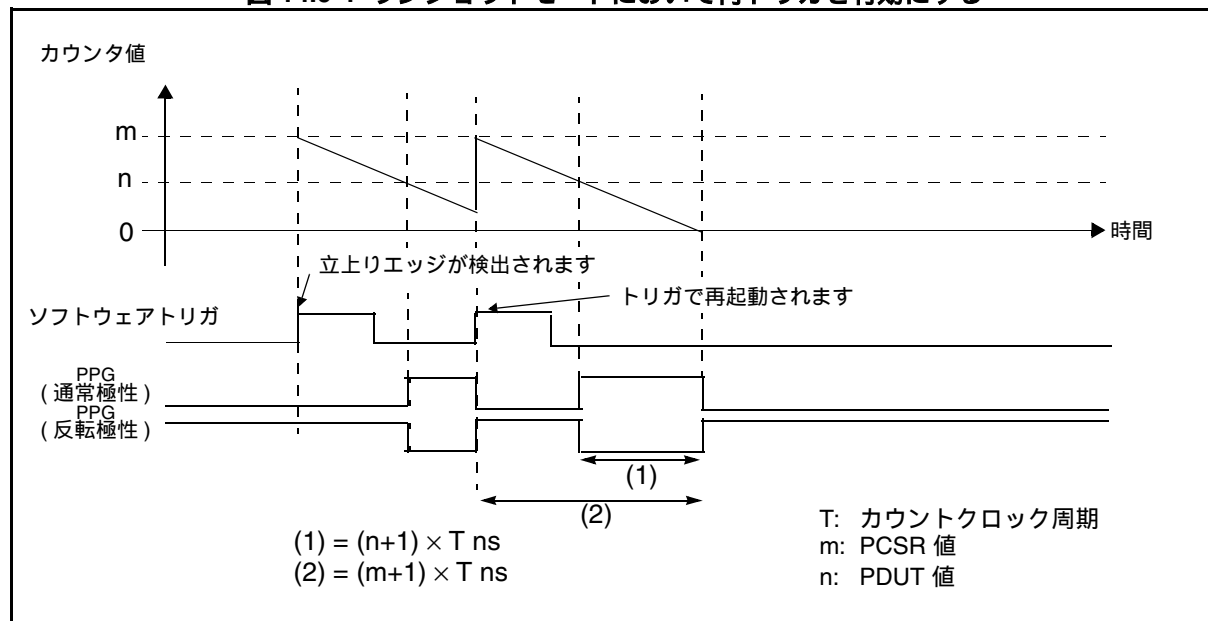 カウンタ値
m
n
0
時間
立上りエッジが検出されます
トリガで再起動されます
ソフトウェアトリガ
PPG
( 通常極性 )
PPG
( 反転極性 )
(1)
(2)
(1) = (n+1) × T ns
(2) = (m+1) × T ns
T: カウントクロック周期
m: PCSR 値
n: PDUT 値